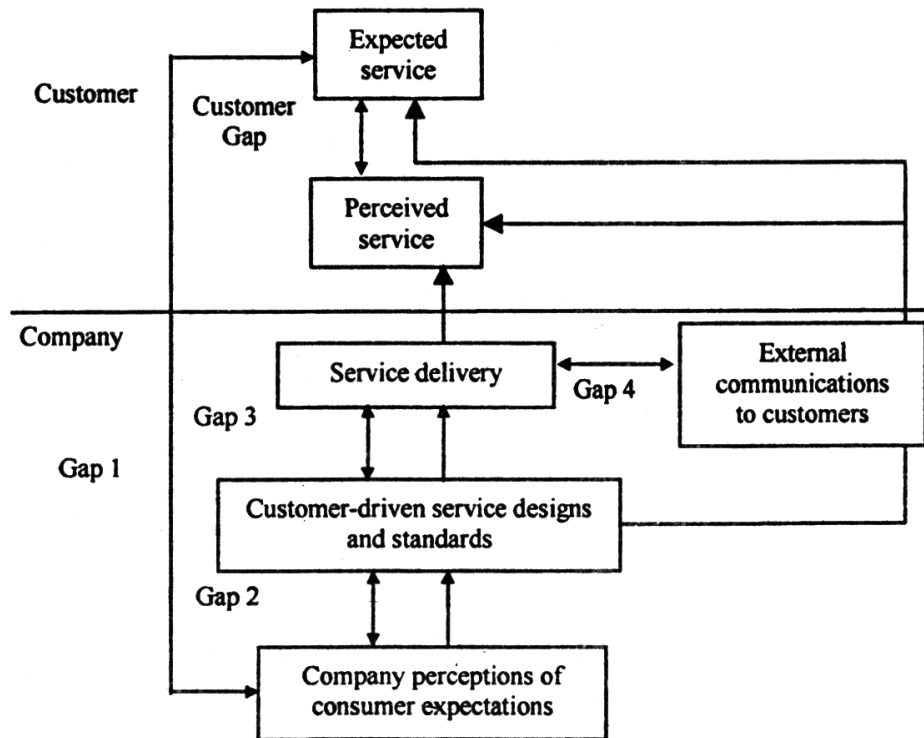 Expected
service
Customer
Customer
Gap
Perceived
service
Company
Service delivery
External
communications
to customers
Gap 4
Gap 3
Gap 1
Customer-driven service designs
and standards
Gap 2
Company perceptions of
consumer expectations